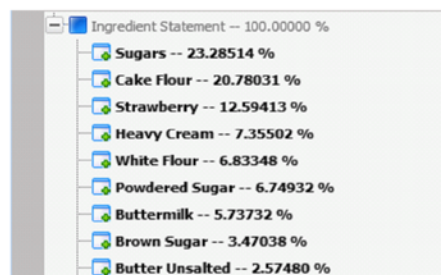 Ingredient Statement -- 100.00000 %
Sugars -- 23.28514 %
Cake Flour -- 20.78031 %
Strawberry -- 12.59413 %
Heavy Cream -- 7.35502 %
White Flour -- 6.83348 %
Powdered Sugar -- 6.74932 %
Buttermilk -- 5.73732 %
Brown Sugar -- 3.47038 %
Butter Unsalted -- 2.57480 %